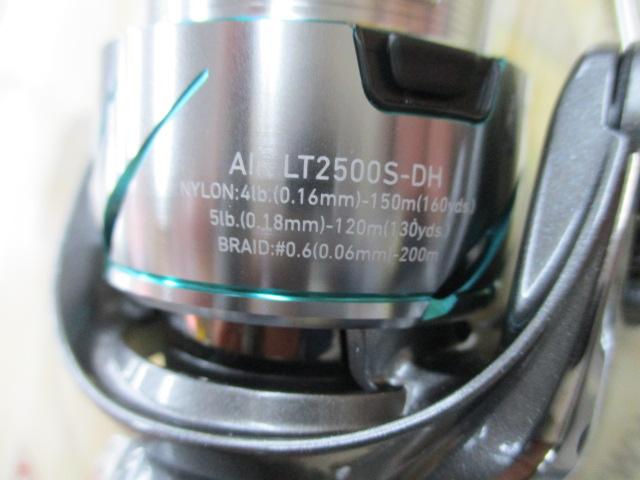 AIR LT2500S-DH
NYLON:4lb.(0.16mm)-150m(160yds.)
5lb.(0.18mm)-120m(130yds.)
BRAID:#0.6(0.06mm)-200m